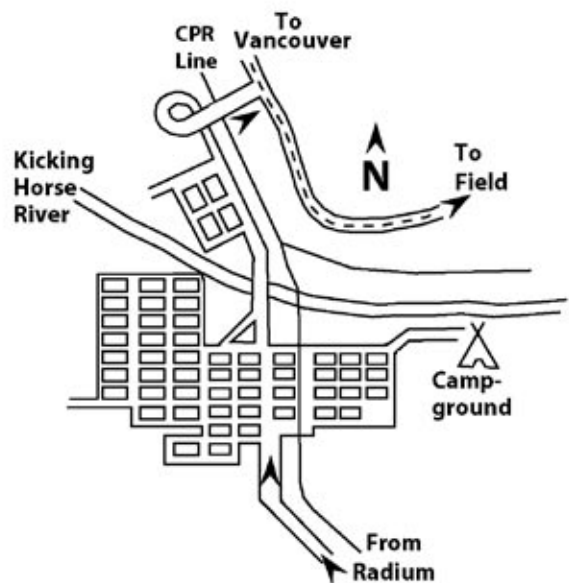 To
Vancouver
CPR
Line
Kicking
Horse
River
N
To
Field
Camp-
ground
From
Radium